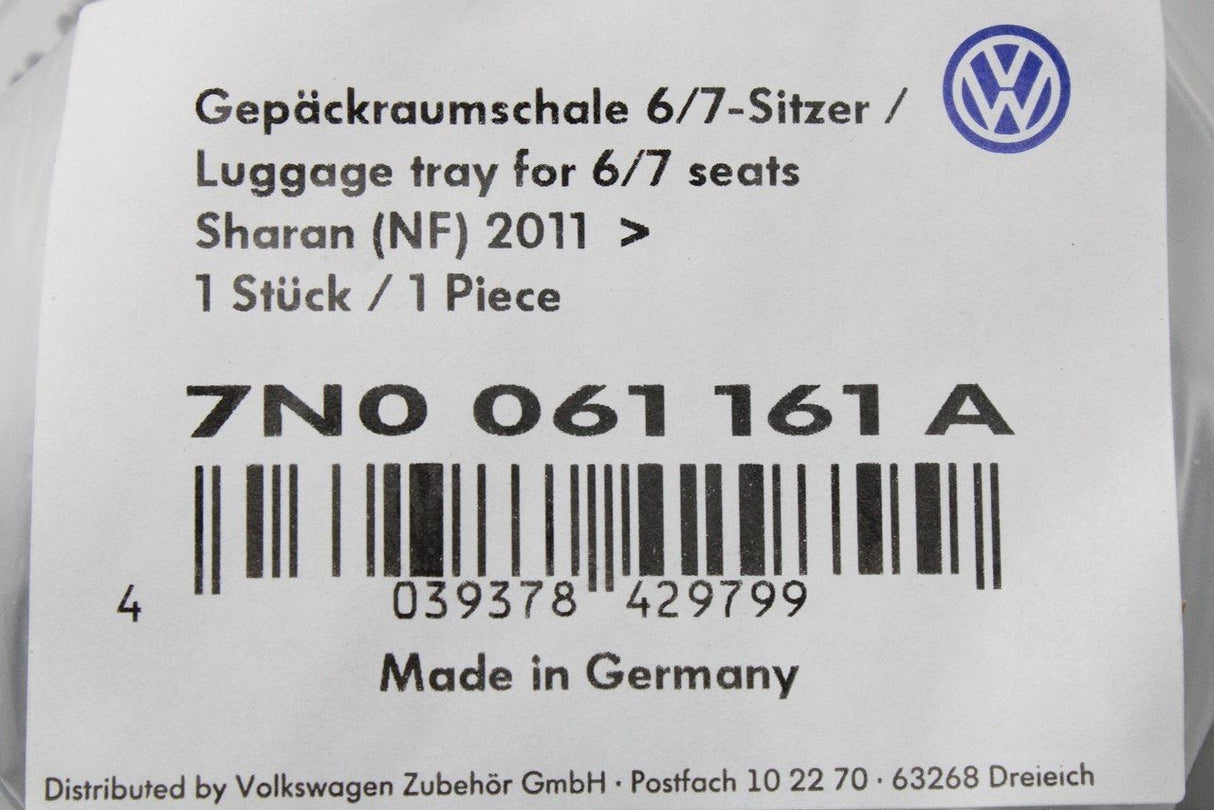 Gepäckraumschale 6/7-Sitzer /
Luggage tray for 6/7 seats
Sharan (NF) 2011 >
1 Stück / 1 Piece
7N0 061 161 A
4 039378 429799
Made in Germany
Distributed by Volkswagen Zubehör GmbH · Postfach 10 22 70 · 63268 Dreieich